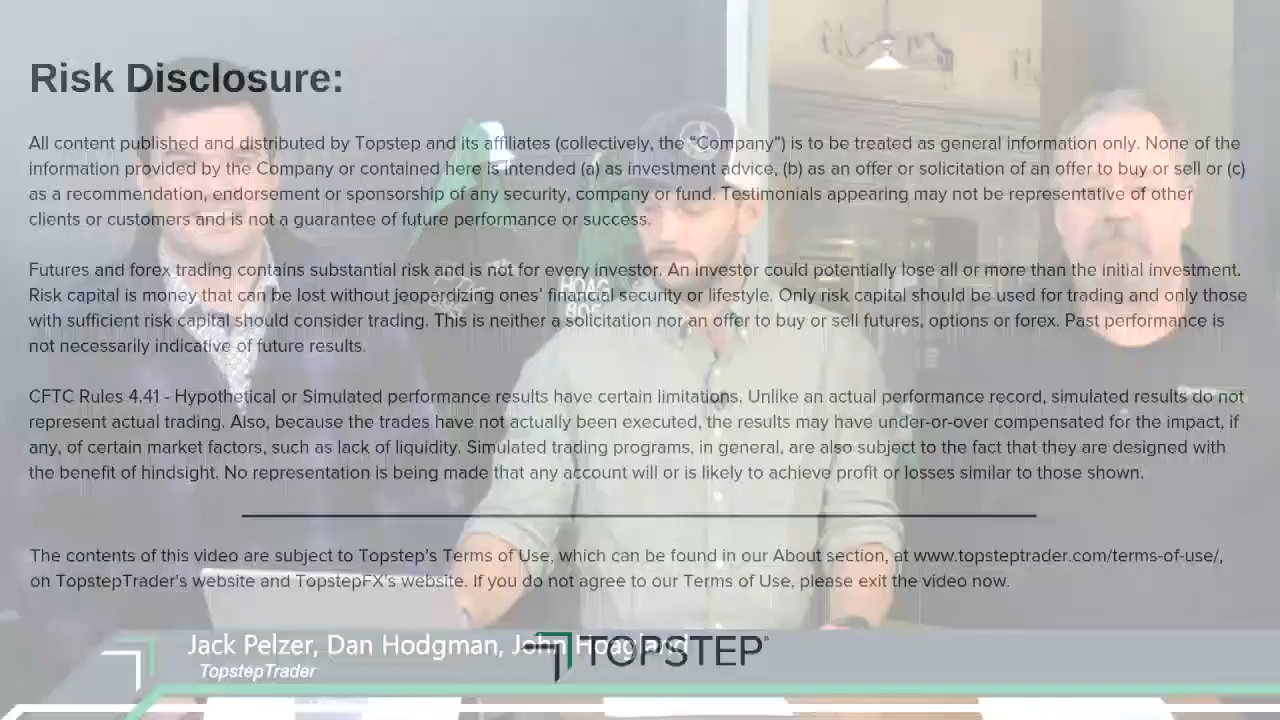 Risk Disclosure:
All content published and distributed by Topstep and its affiliates (collectively, the “Company”) is to be treated as general information only. None of the
information provided by the Company or contained here is intended (a) as investment advice, (b) as an offer or solicitation of an offer to buy or sell or (c)
as a recommendation, endorsement or sponsorship of any security, company or fund. Testimonials appearing may not be representative of other
clients or customers and is not a guarantee of future performance or success.
Futures and forex trading contains substantial risk and is not for every investor. An investor could potentially lose all or more than the initial investment.
Risk capital is money that can be lost without jeopardizing ones’ financial security or lifestyle. Only risk capital should be used for trading and only those
with sufficient risk capital should consider trading. This is neither a solicitation nor an offer to buy or sell futures, options or forex. Past performance is
not necessarily indicative of future results.
CFTC Rules 4.41 - Hypothetical or Simulated performance results have certain limitations. Unlike an actual performance record, simulated results do not
represent actual trading. Also, because the trades have not actually been executed, the results may have under-or-over compensated for the impact, if
any, of certain market factors, such as lack of liquidity. Simulated trading programs, in general, are also subject to the fact that they are designed with
the benefit of hindsight. No representation is being made that any account will or is likely to achieve profit or losses similar to those shown.
The contents of this video are subject to Topstep’s Terms of Use, which can be found in our About section, at www.topsteptrader.com/terms-of-use/,
on TopstepTrader’s website and TopstepFX’s website. If you do not agree to our Terms of Use, please exit the video now.
Jack Pelzer, Dan Hodgman, John Hoagland
TopstepTrader
TOPSTEP
HOAG